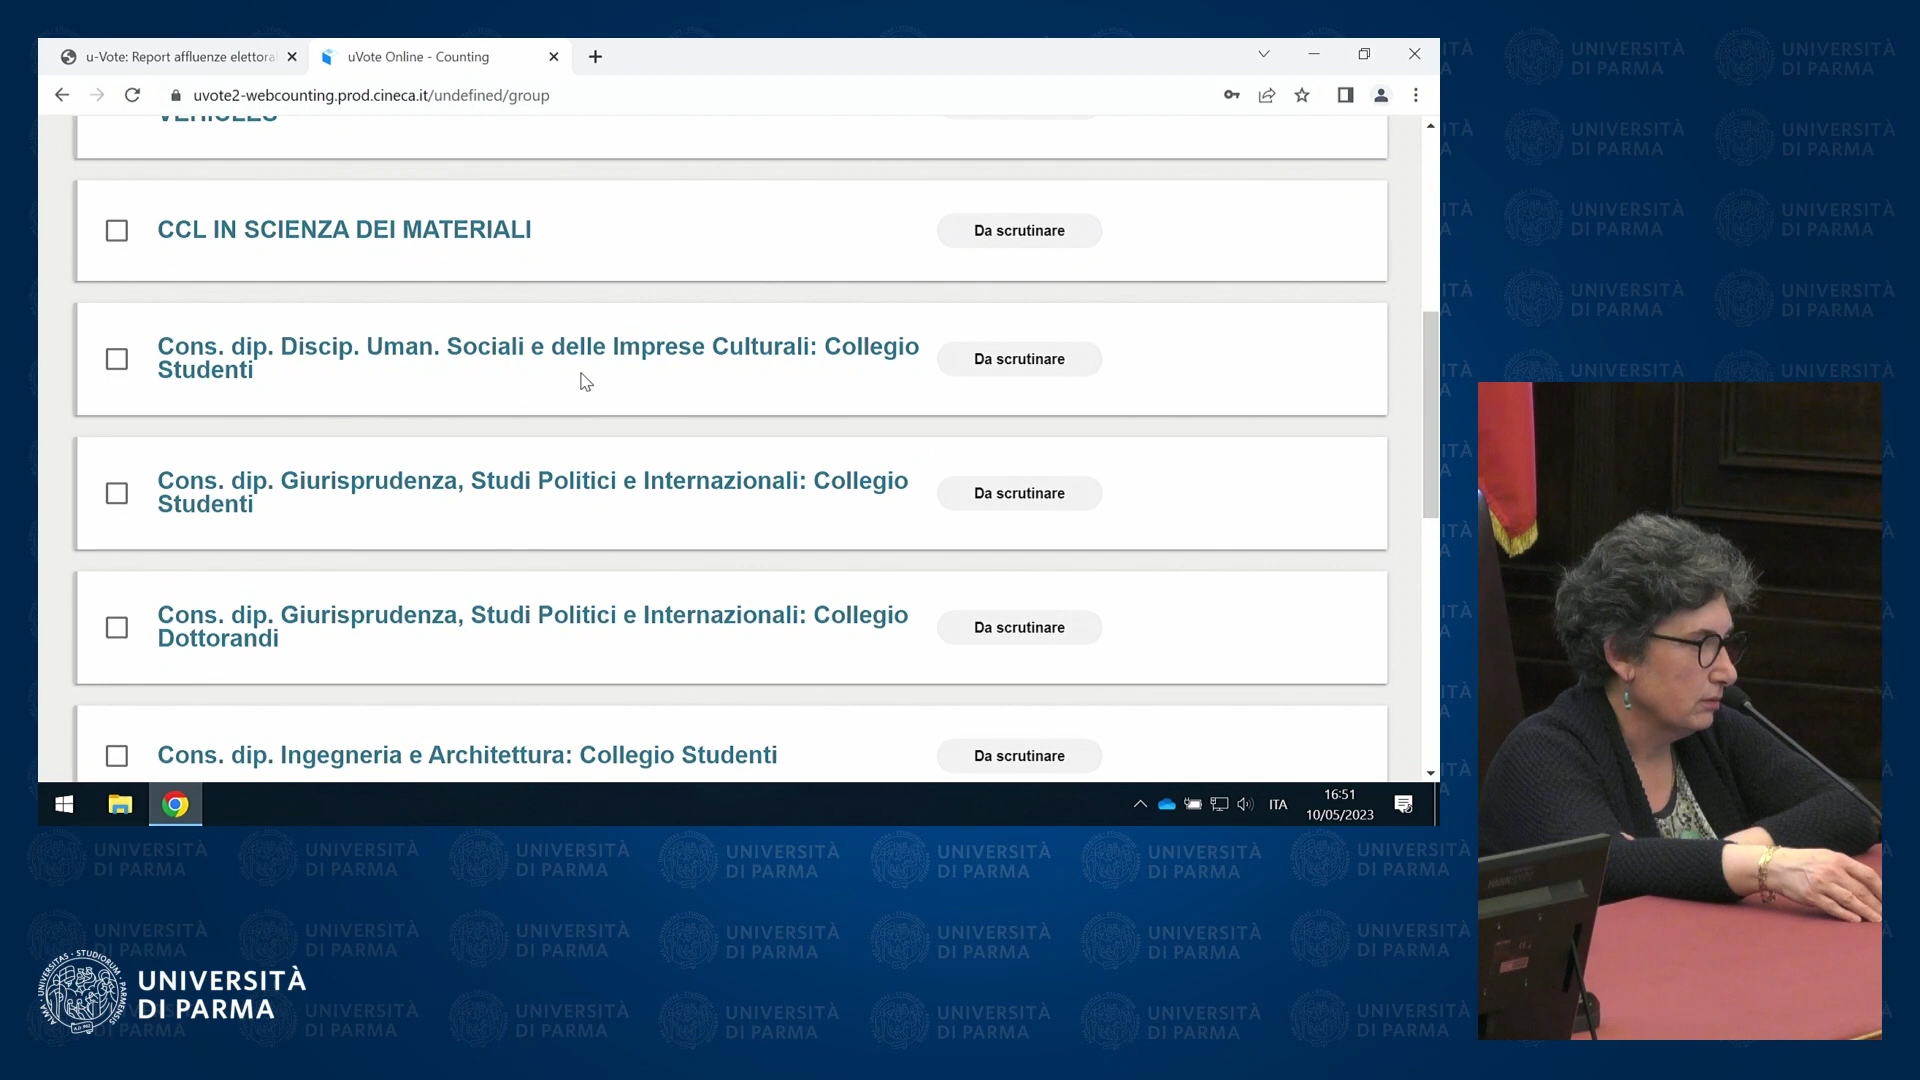 u-Vote: Report affluenze elettora
uVote Online - Counting
uvote2-webcounting.prod.cineca.it/undefined/group
VEHICLES
CCL IN SCIENZA DEI MATERIALI
Da scrutinare
Cons. dip. Discip. Uman. Sociali e delle Imprese Culturali: Collegio
Studenti
Da scrutinare
Cons. dip. Giurisprudenza, Studi Politici e Internazionali: Collegio
Studenti
Da scrutinare
Cons. dip. Giurisprudenza, Studi Politici e Internazionali: Collegio
Dottorandi
Da scrutinare
Cons. dip. Ingegneria e Architettura: Collegio Studenti
Da scrutinare
ITA
16:51
10/05/2023
UNIVERSITÀ
DI PARMA